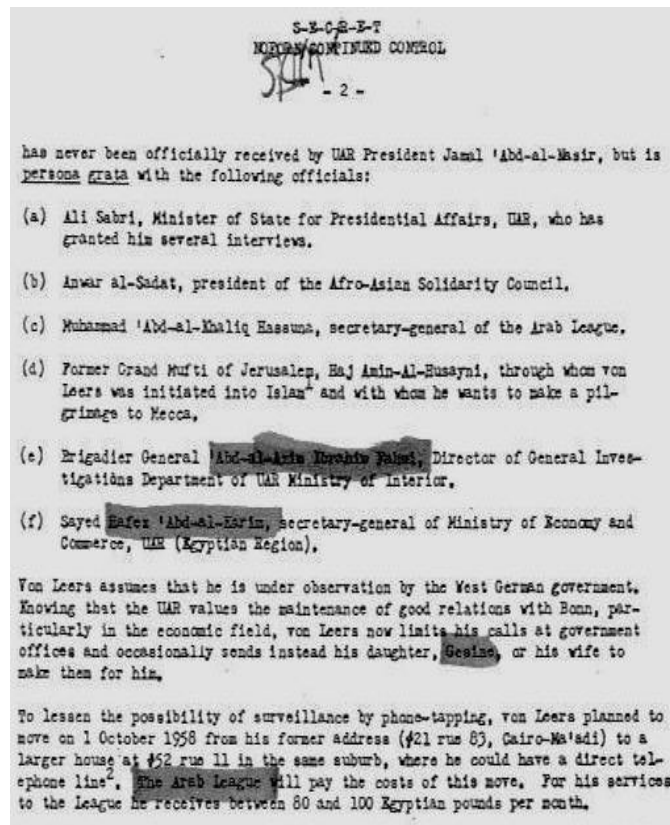 S-E-C-R-E-T
NOFORN/CONTINUED CONTROL
- 2 -
has never been officially received by UAR President Jamal 'Abd-al-Nasir, but is
persona grata with the following officials:
(a) Ali Sabri, Minister of State for Presidential Affairs, UAR, who has
granted him several interviews.
(b) Anwar al-Sadat, president of the Afro-Asian Solidarity Council.
(c) Muhammad 'Abd-al-Khaliq Hassuna, secretary-general of the Arab League.
(d) Former Grand Mufti of Jerusalem, Haj Amin-Al-Husayni, through whom von
Leers was initiated into Islam1 and with whom he wants to make a pil-
grimage to Mecca.
(e) Brigadier General 'Abd-al-Azim Ibrahim Fahmi, Director of General Inves-
tigations Department of UAR Ministry of Interior.
(f) Sayed Hafez 'Abd-al-Karim, secretary-general of Ministry of Economy and
Commerce, UAR (Egyptian Region).
Von Leers assumes that he is under observation by the West German government.
Knowing that the UAR values the maintenance of good relations with Bonn, par-
ticularly in the economic field, von Leers now limits his calls at government
offices and occasionally sends instead his daughter, Gesine, or his wife to
make them for him.
To lessen the possibility of surveillance by phone-tapping, von Leers planned to
move on 1 October 1958 from his former address (#21 rue 83, Cairo-Ma'adi) to a
larger house at #52 rue 11 in the same suburb, where he could have a direct tel-
ephone line2. The Arab League will pay the costs of this move. For his services
to the League he receives between 80 and 100 Egyptian pounds per month.